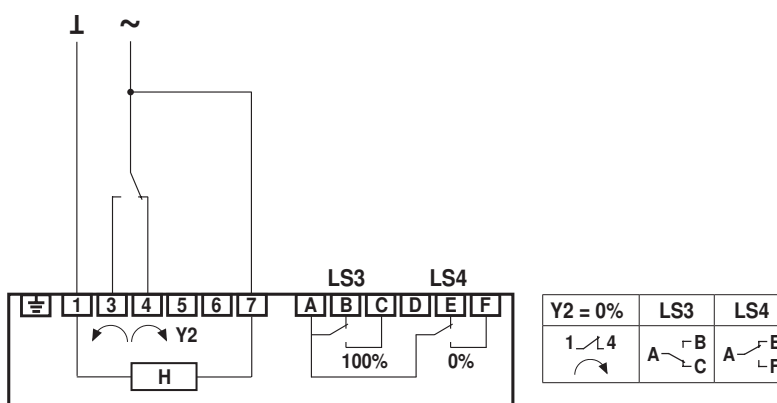 ⊥ ~
LS3 LS4
1 3 4 5 6 7 A B C D E F
Y2
100% 0%
H
Y2 = 0% LS3 LS4
1 4 A B C A E F